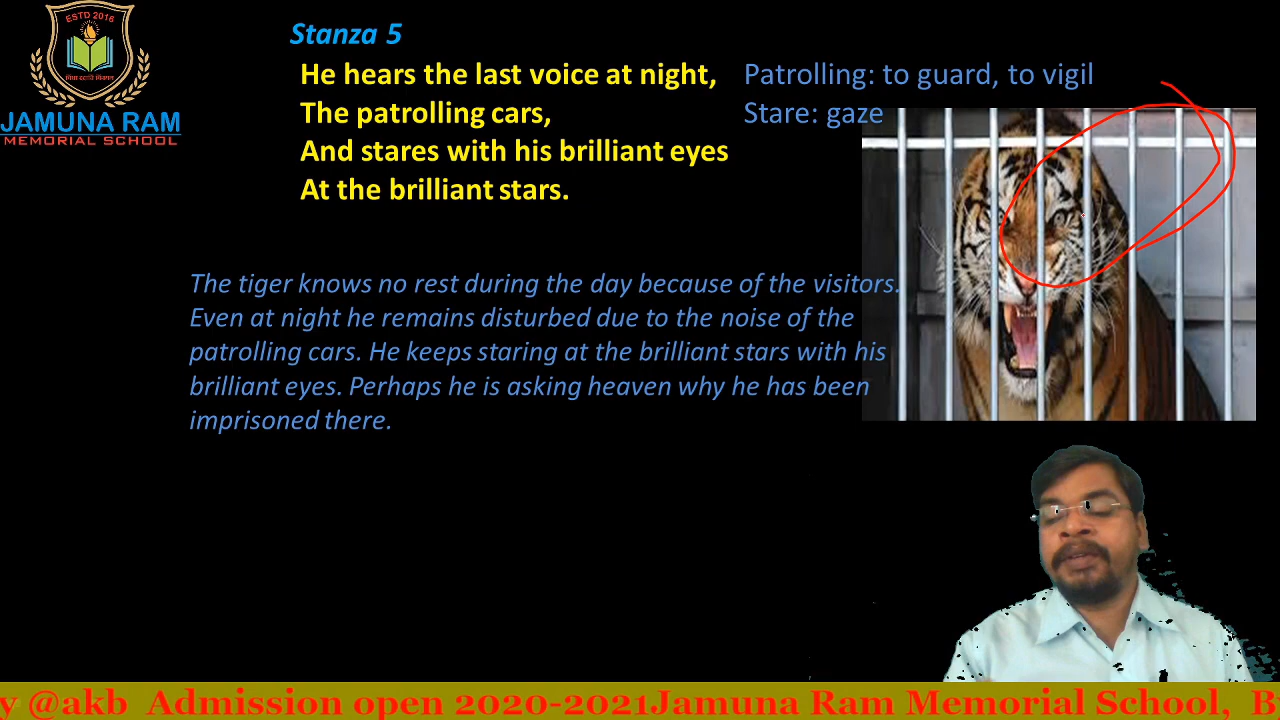 ESTD 2016
JAMUNA RAM
MEMORIAL SCHOOL
Stanza 5
He hears the last voice at night,
The patrolling cars,
And stares with his brilliant eyes
At the brilliant stars.
Patrolling: to guard, to vigil
Stare: gaze
The tiger knows no rest during the day because of the visitors.
Even at night he remains disturbed due to the noise of the
patrolling cars. He keeps staring at the brilliant stars with his
brilliant eyes. Perhaps he is asking heaven why he has been
imprisoned there.
y @akb Admission open 2020-2021Jamuna Ram Memorial School, B